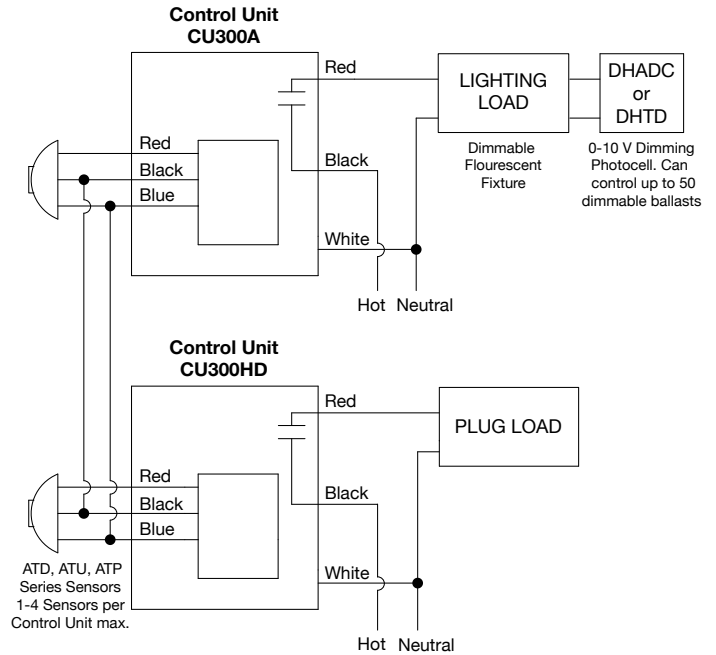 Control Unit
CU300A
Red
LIGHTING
LOAD
DHADC
or
DHTD
Dimmable
Flourescent
Fixture
0-10 V Dimming
Photocell. Can
control up to 50
dimmable ballasts
Red
Black
Blue
Black
White
Hot Neutral
Control Unit
CU300HD
Red
PLUG LOAD
Red
Black
Blue
Black
White
ATD, ATU, ATP
Series Sensors
1-4 Sensors per
Control Unit max.
Hot Neutral